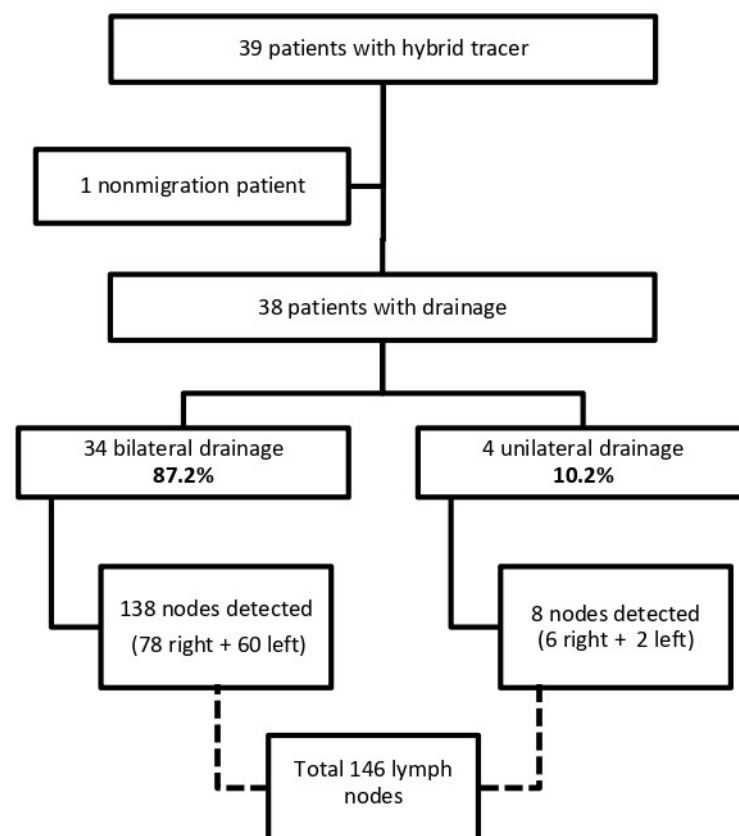 39 patients with hybrid tracer
1 nonmigration patient
38 patients with drainage
34 bilateral drainage
87.2%
4 unilateral drainage
10.2%
138 nodes detected
(78 right + 60 left)
8 nodes detected
(6 right + 2 left)
Total 146 lymph
nodes